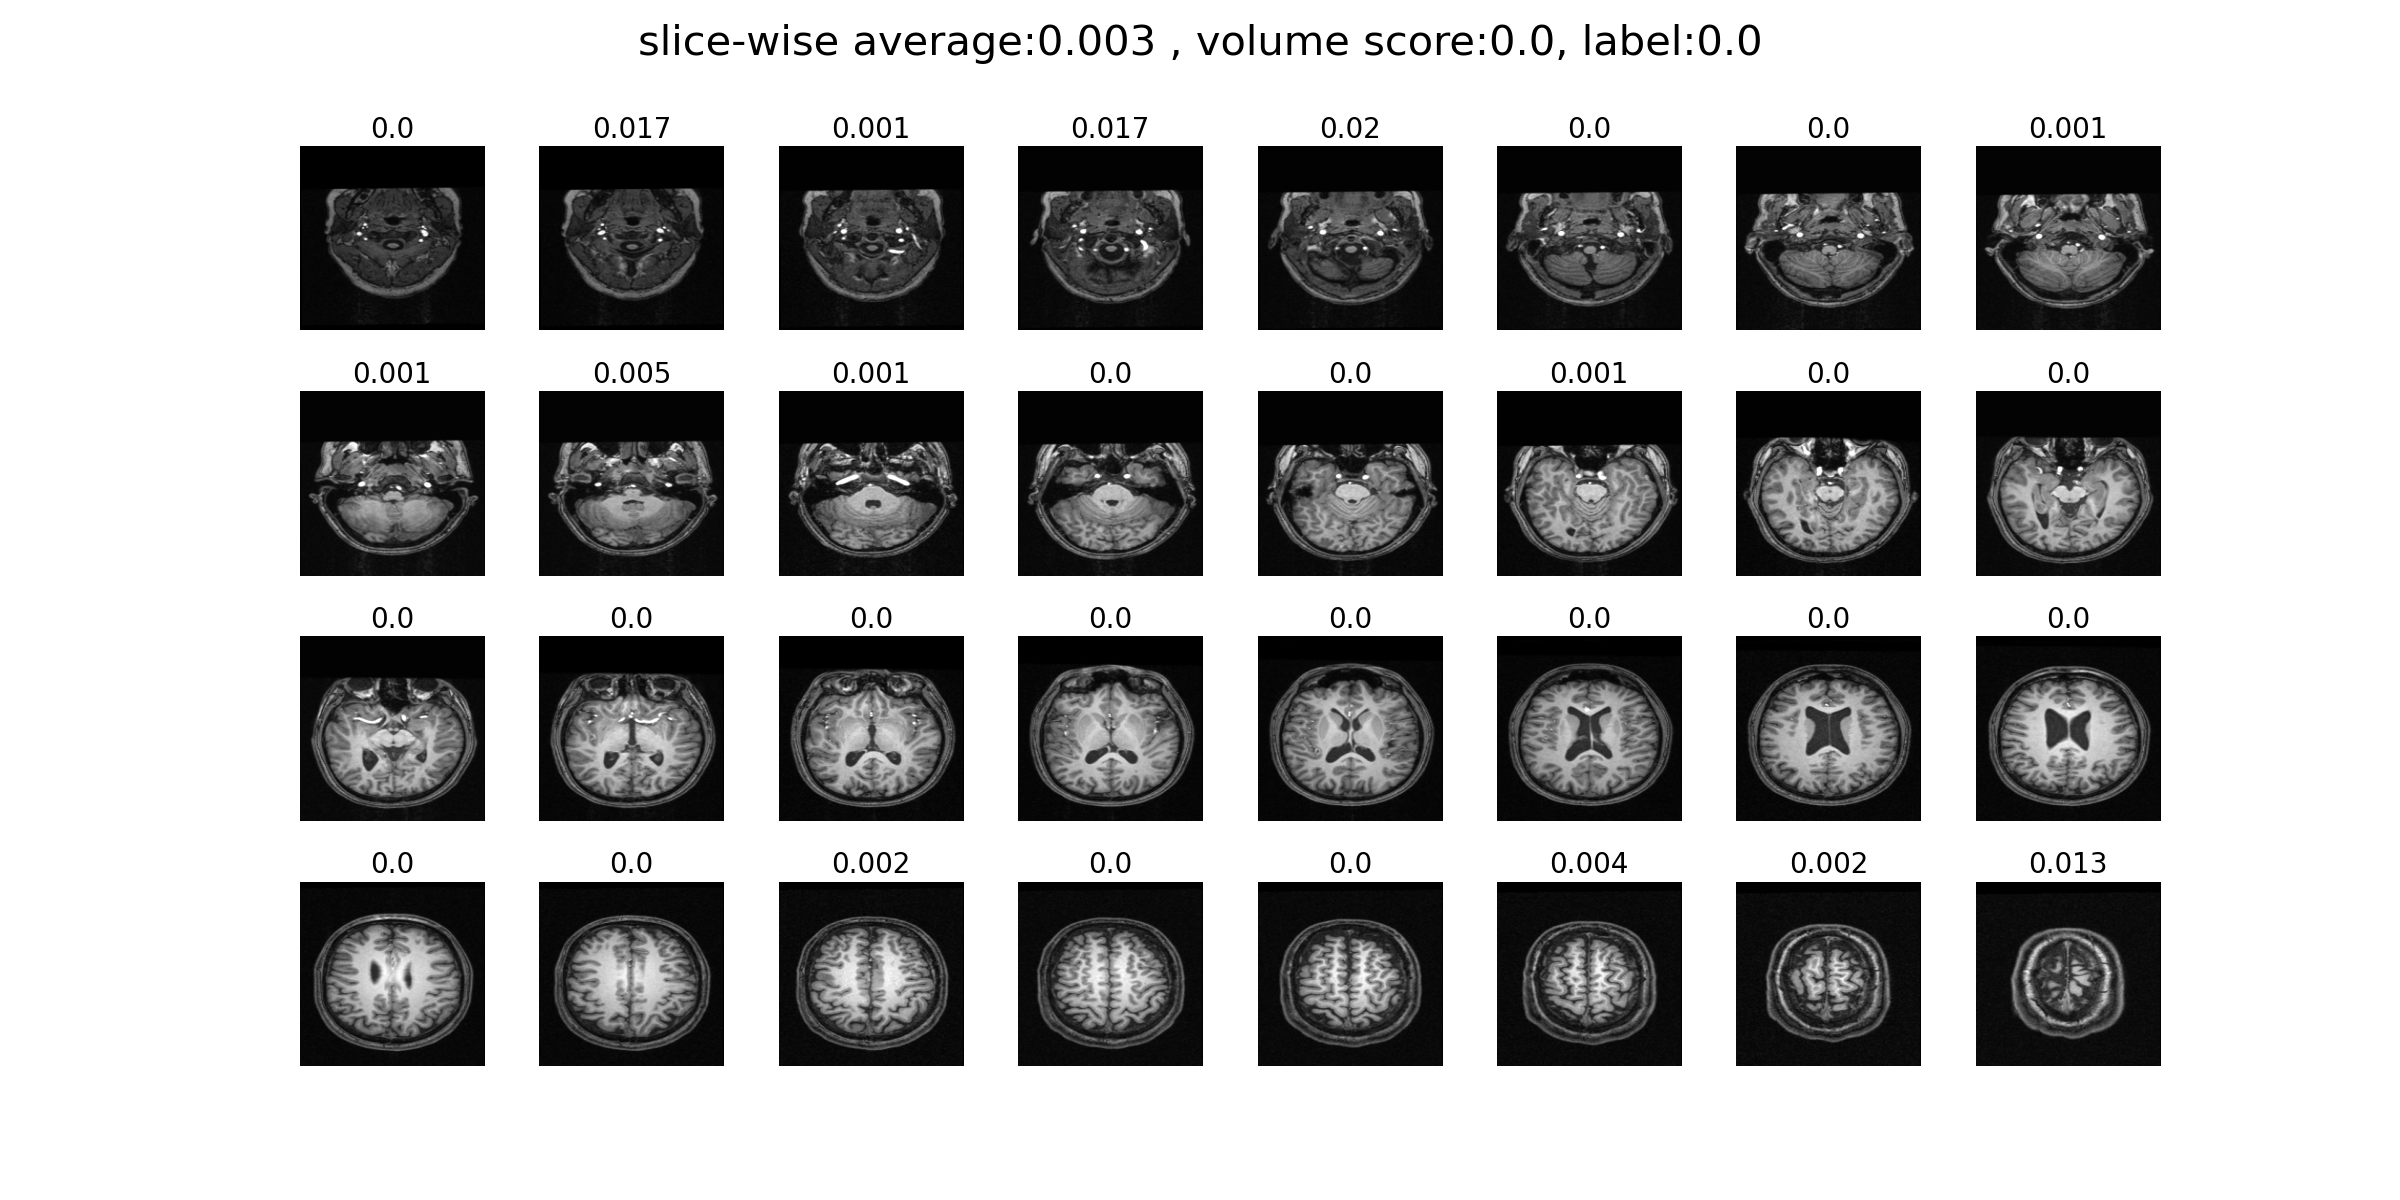 slice-wise average:0.003 , volume score:0.0, label:0.0
0.0 0.017 0.001 0.017 0.02 0.0 0.0 0.001
0.001 0.005 0.001 0.0 0.0 0.001 0.0 0.0
0.0 0.0 0.0 0.0 0.0 0.0 0.0 0.0
0.0 0.0 0.002 0.0 0.0 0.004 0.002 0.013